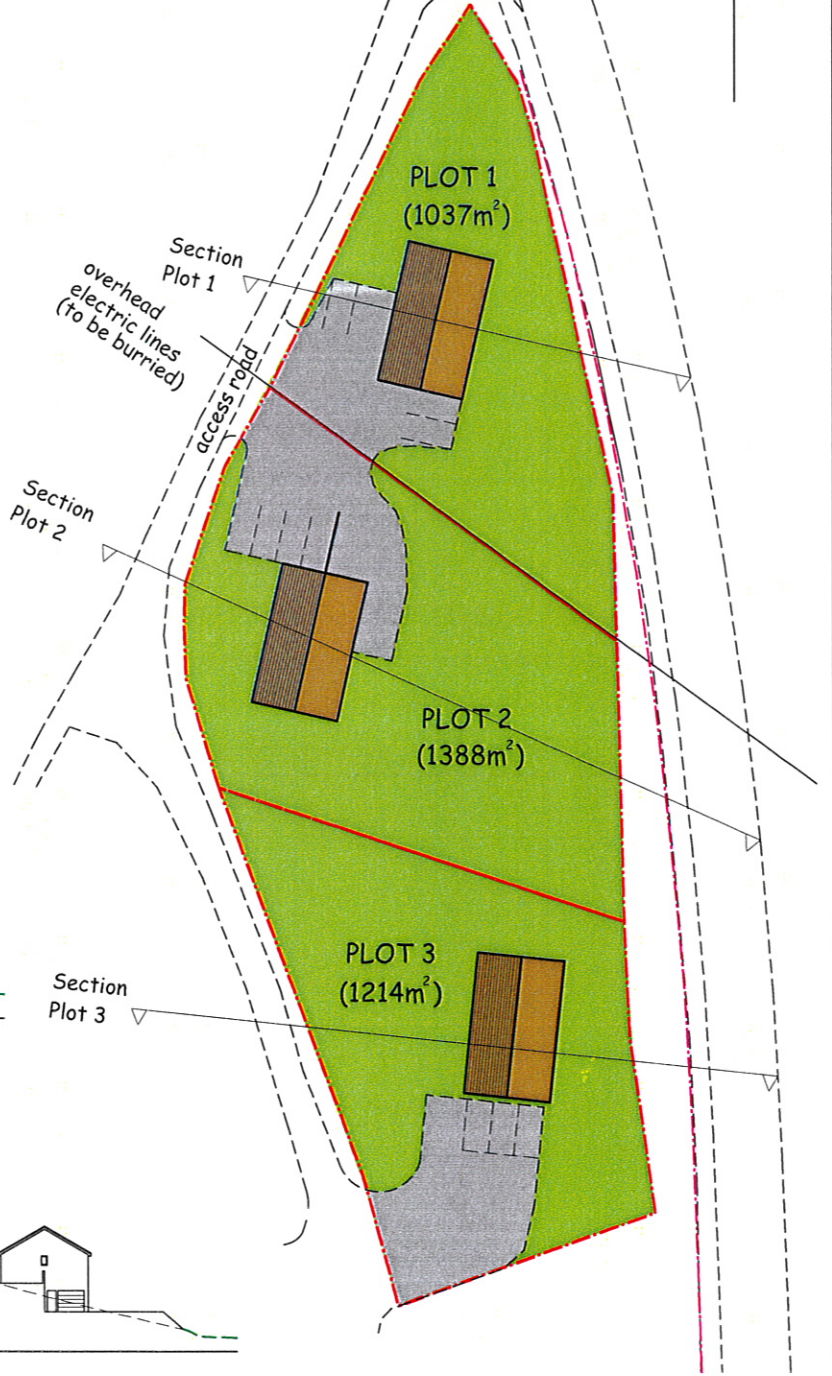 PLOT 1
(1037m²)
Section
Plot 1
overhead
electric lines
(to be burried)
access road
Section
Plot 2
PLOT 2
(1388m²)
PLOT 3
(1214m²)
Section
Plot 3